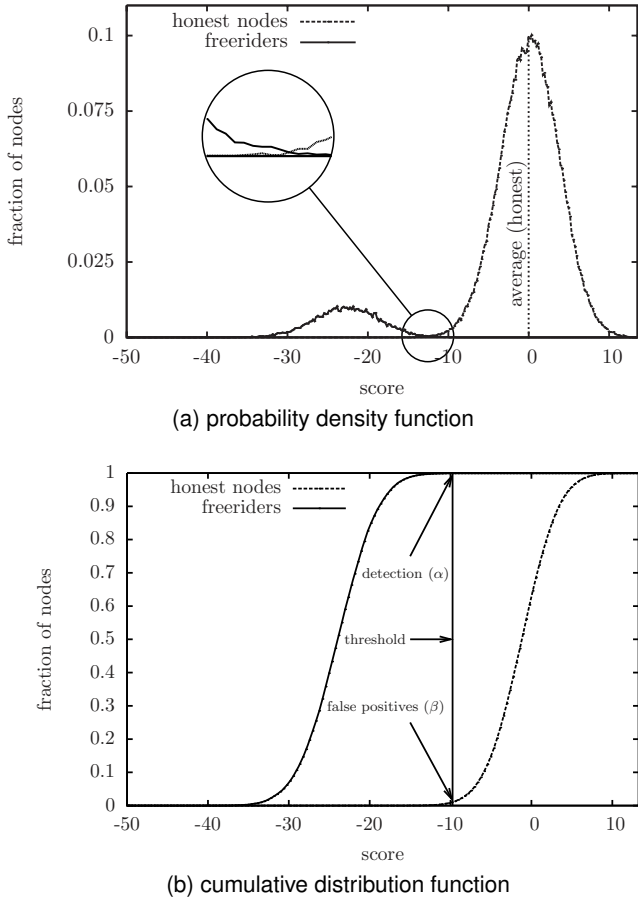 honest nodes
freeriders
0.1
0.075
0.05
0.025
0
fraction of nodes
average (honest)
-50 -40 -30 -20 -10 0 10
score
(a) probability density function
honest nodes
freeriders
1
0.9
0.8
0.7
0.6
0.5
0.4
0.3
0.2
0.1
0
fraction of nodes
detection (α)
threshold
false positives (β)
-50 -40 -30 -20 -10 0 10
score
(b) cumulative distribution function